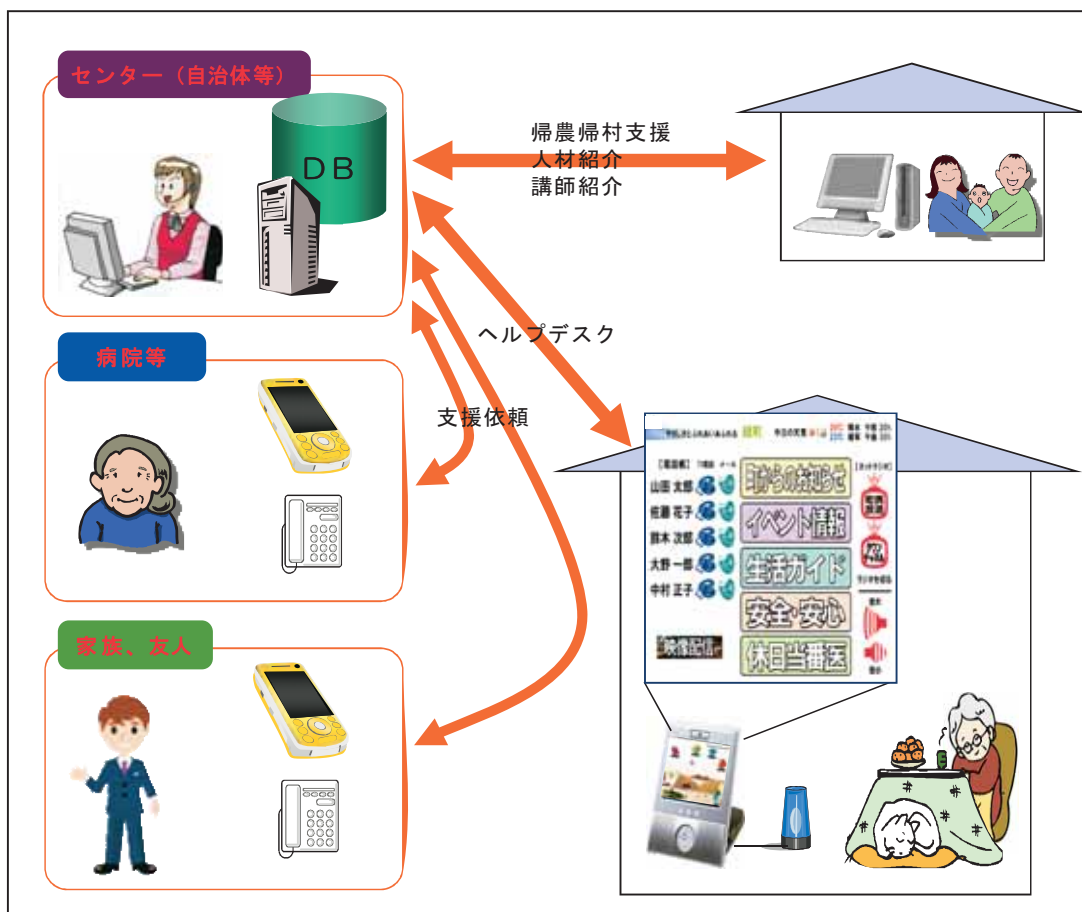 センター（自治体等）
DB
帰農帰村支援
人材紹介
講師紹介
ヘルプデスク
病院等
支援依頼
家族、友人
町からのお知らせ
イベント情報
生活ガイド
安全・安心
休日当番医
映像配信
山田 太郎
佐藤 花子
鈴木 次郎
大野 一郎
中村 正子